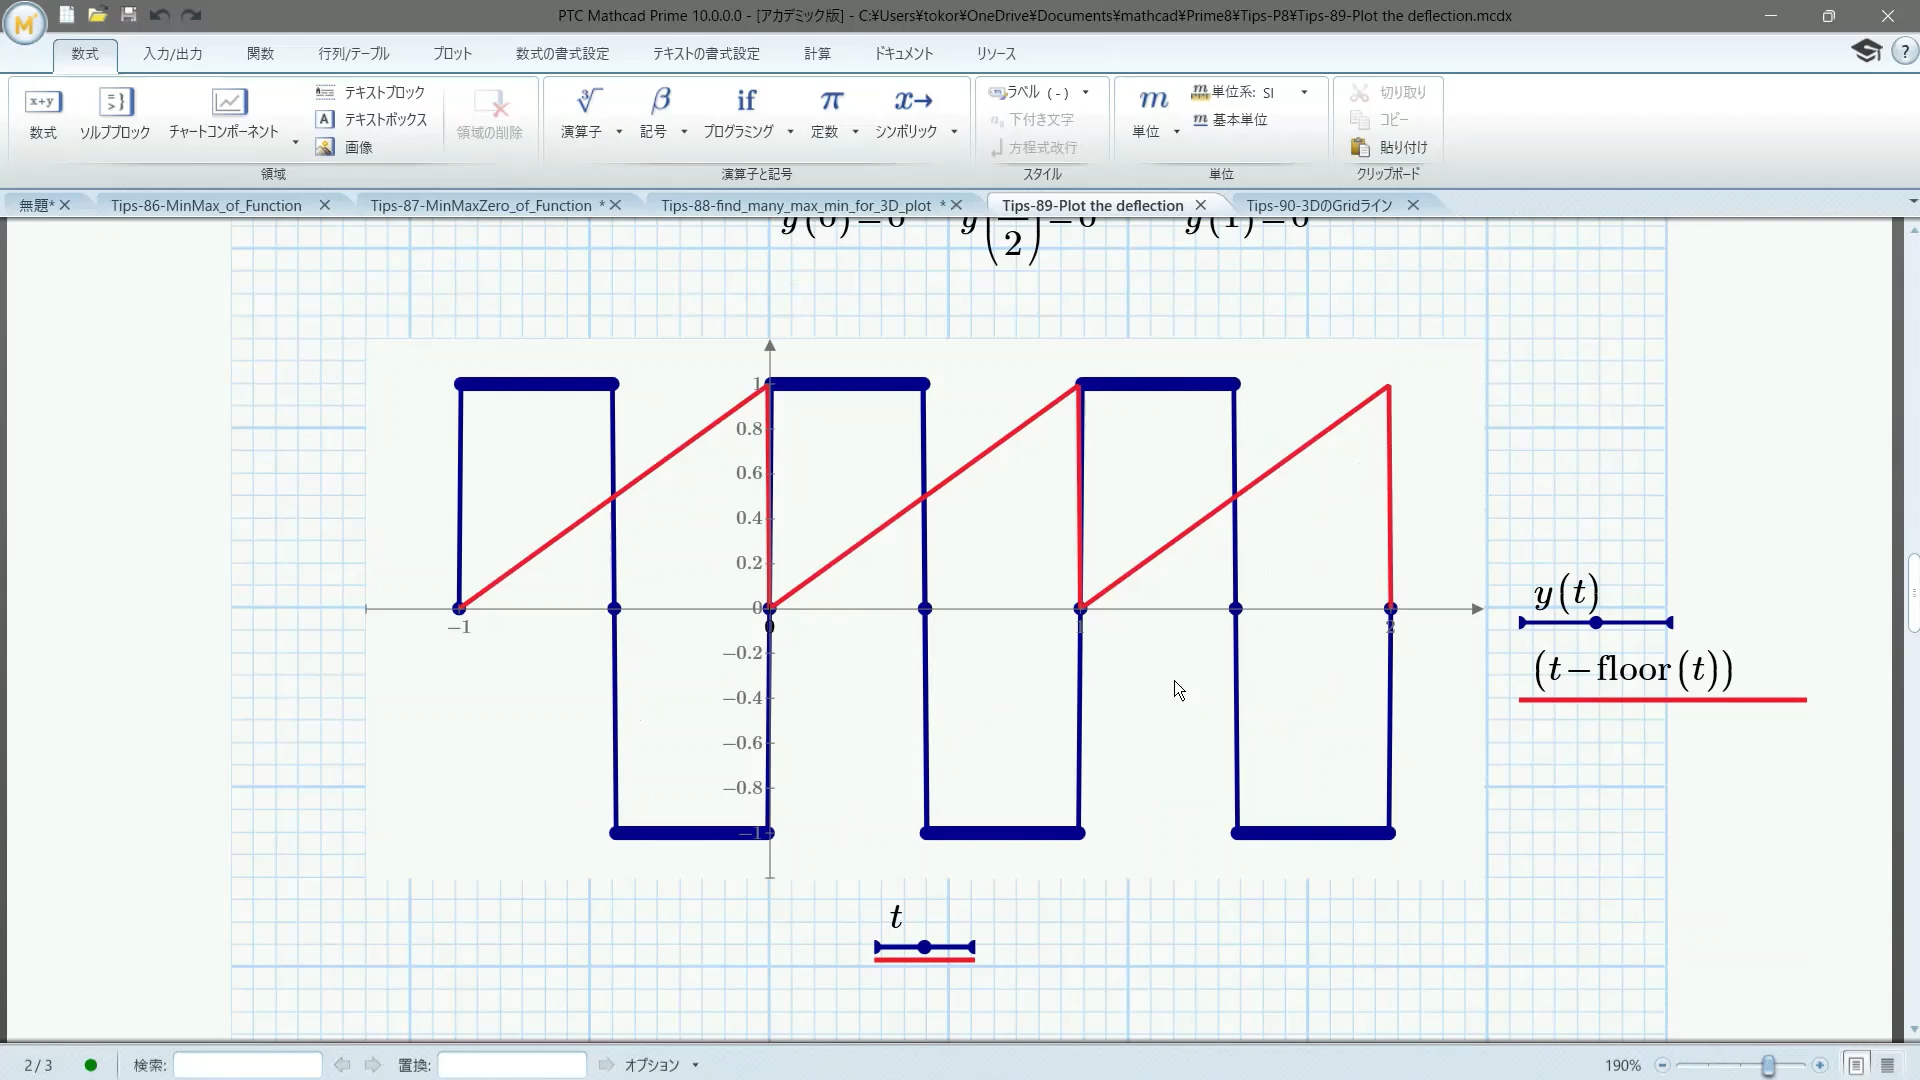 PTC Mathcad Prime 10.0.0.0 - [アカデミック版] - C:¥Users¥tokor¥OneDrive¥Documents¥mathcad¥Prime8¥Tips-P8¥Tips-89-Plot the deflection.mcdx
数式 入力/出力 関数 行列/テーブル プロット 数式の書式設定 テキストの書式設定 計算 ドキュメント リソース
x+y 数式 ソルブブロック チャートコンポーネント テキストブロック
A テキストボックス
画像
領域の削除
領域
演算子 β 記号 if プログラミング π 定数 x→ シンボリック
演算子と記号
ラベル (-)
下付き文字
方程式改行
スタイル
m 単位 単位系: SI
m 基本単位
単位
切り取り
コピー
貼り付け
クリップボード
無題* Tips-86-MinMax_of_Function Tips-87-MinMaxZero_of_Function * Tips-88-find_many_max_min_for_3D_plot * Tips-89-Plot the deflection Tips-90-3DのGridライン
2
1
0.8
0.6
0.4
0.2
0
−0.2
−0.4
−0.6
−0.8
−1
−1 0 1 2
y(t)
(t−floor(t))
t
2 / 3 検索: 置換: オプション 190%